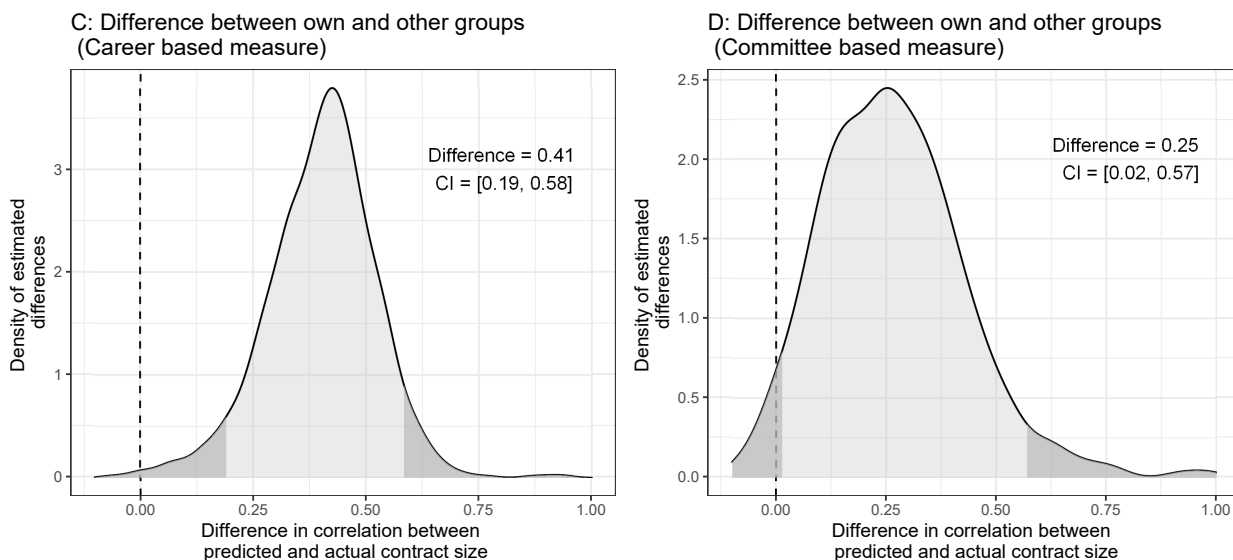 C: Difference between own and other groups
(Career based measure)
Difference = 0.41
CI = [0.19, 0.58]
3
2
1
0
Density of estimated
differences
0.00
0.25
0.50
0.75
1.00
Difference in correlation between
predicted and actual contract size
D: Difference between own and other groups
(Committee based measure)
Difference = 0.25
CI = [0.02, 0.57]
2.5
2.0
1.5
1.0
0.5
0.0
Density of estimated
differences
0.00
0.25
0.50
0.75
1.00
Difference in correlation between
predicted and actual contract size